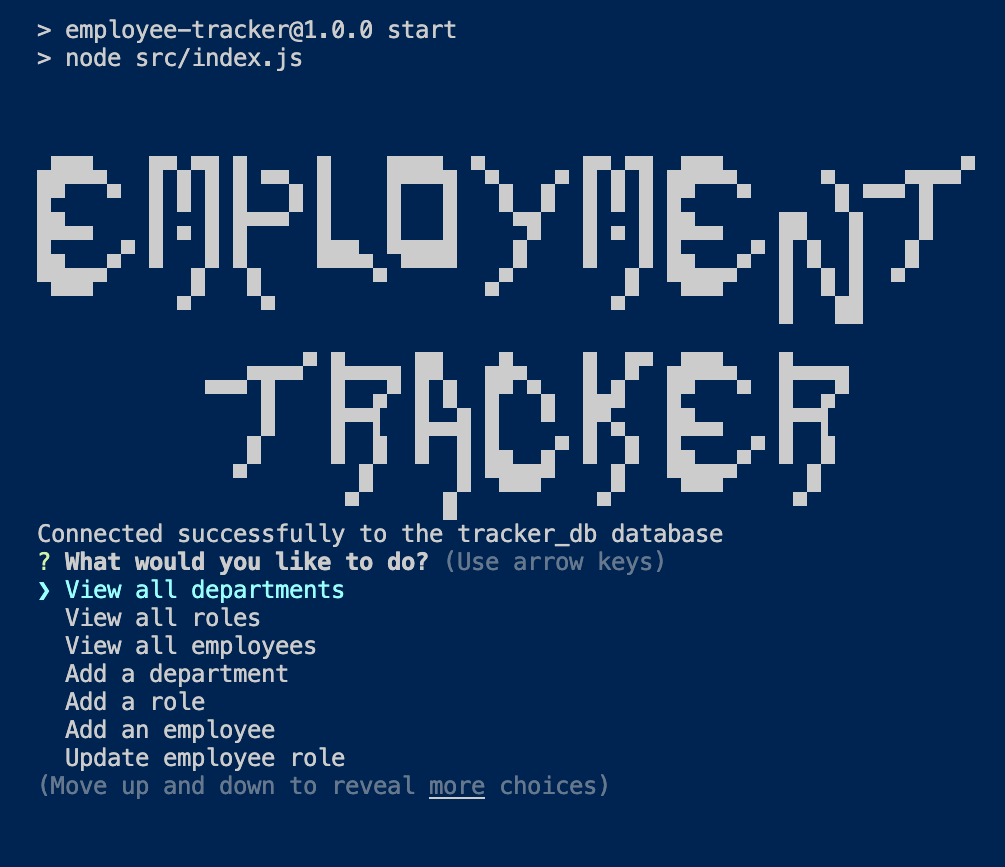 > employee-tracker@1.0.0 start
> node src/index.js
EMPLOYMENT
TRACKER
Connected successfully to the tracker_db database
? What would you like to do? (Use arrow keys)
❯ View all departments
View all roles
View all employees
Add a department
Add a role
Add an employee
Update employee role
(Move up and down to reveal more choices)